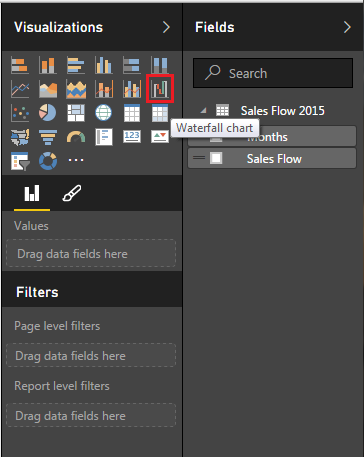 Visualizations
Fields
Search
Sales Flow 2015
Waterfall chart
Months
Sales Flow
123
Values
Drag data fields here
Filters
Page level filters
Drag data fields here
Report level filters
Drag data fields here